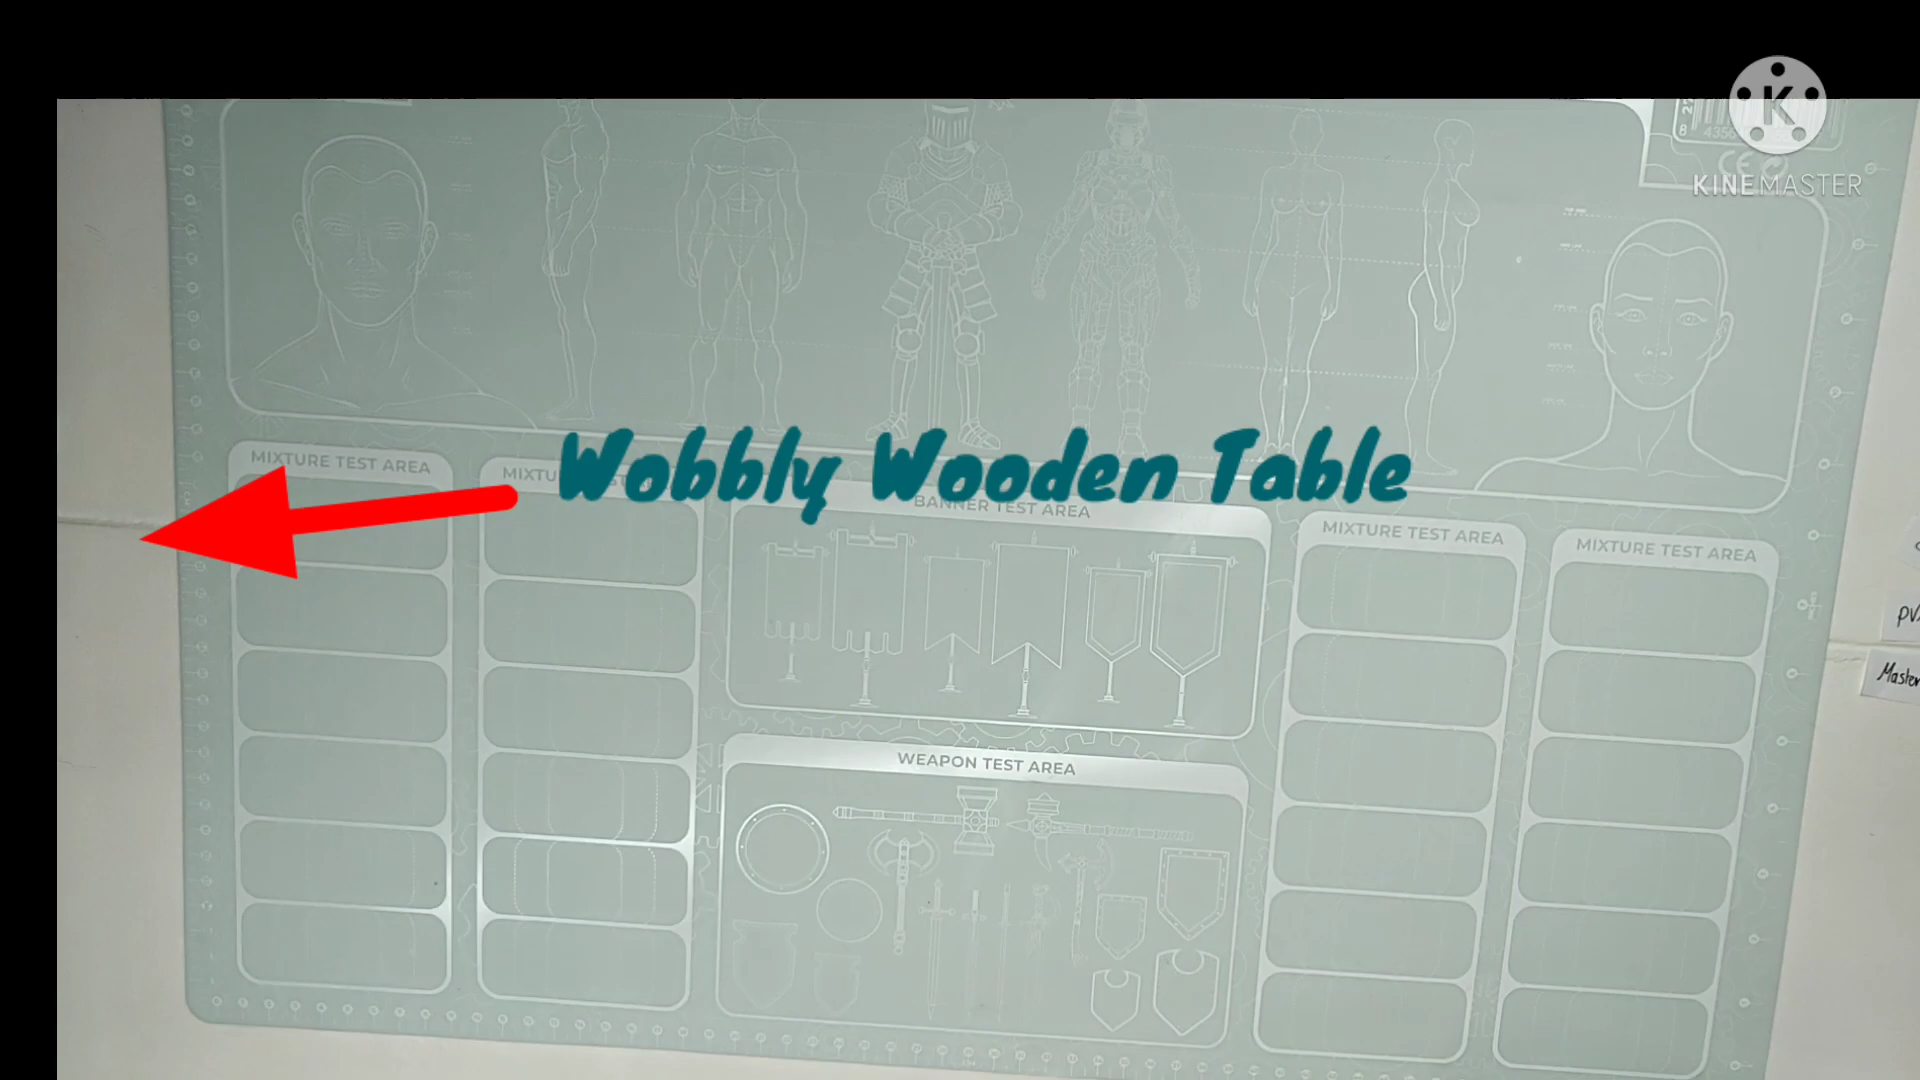 KINEMASTER
MIXTURE TEST AREA
Wobbly Wooden Table
BANNER TEST AREA
MIXTURE TEST AREA
MIXTURE TEST AREA
Master
WEAPON TEST AREA